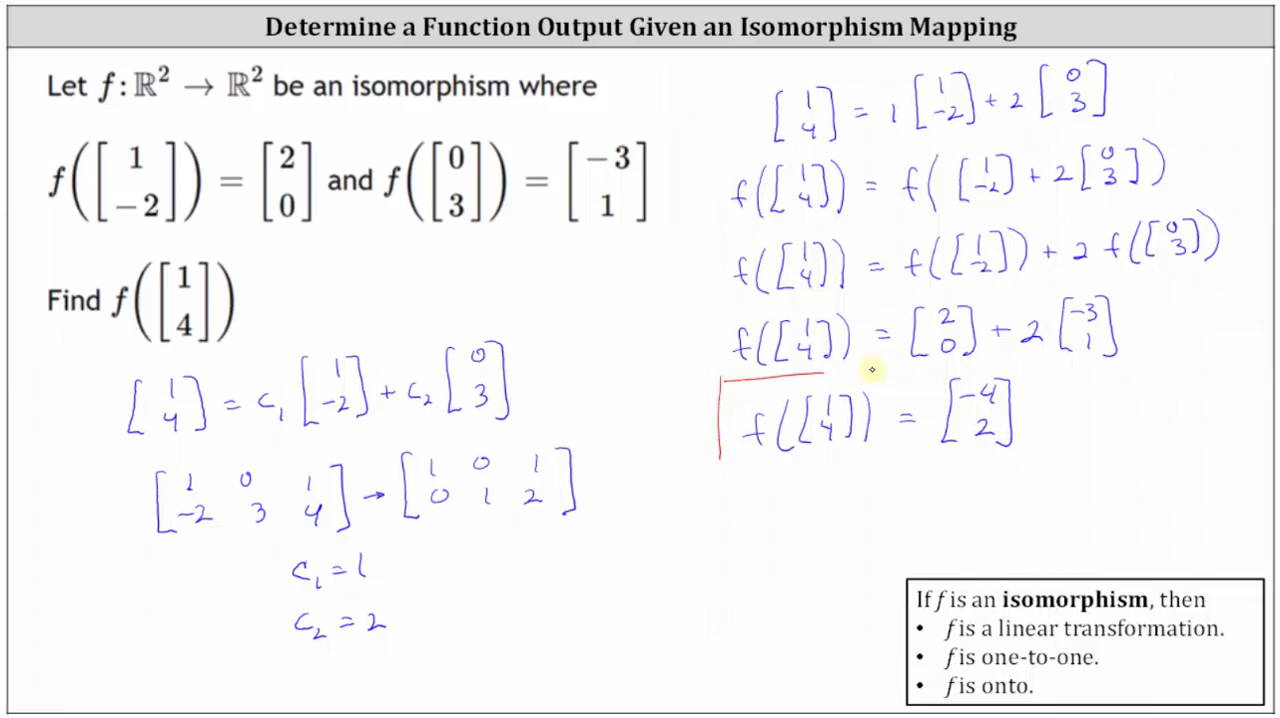 Determine a Function Output Given an Isomorphism Mapping
Let f: ℝ² → ℝ² be an isomorphism where
f([1; -2]) = [2; 0] and f([0; 3]) = [-3; 1]
Find f([1; 4])
[1; 4] = c₁ [1; -2] + c₂ [0; 3]
[1 0 1; -2 3 4] → [1 0 1; 0 1 2]
c₁ = 1
c₂ = 2
[1; 4] = 1 [1; -2] + 2 [0; 3]
f([1; 4]) = f([1; -2] + 2[0; 3])
f([1; 4]) = f([1; -2]) + 2 f([0; 3])
f([1; 4]) = [2; 0] + 2 [-3; 1]
f([1; 4]) = [-4; 2]
If f is an isomorphism, then
• f is a linear transformation.
• f is one-to-one.
• f is onto.